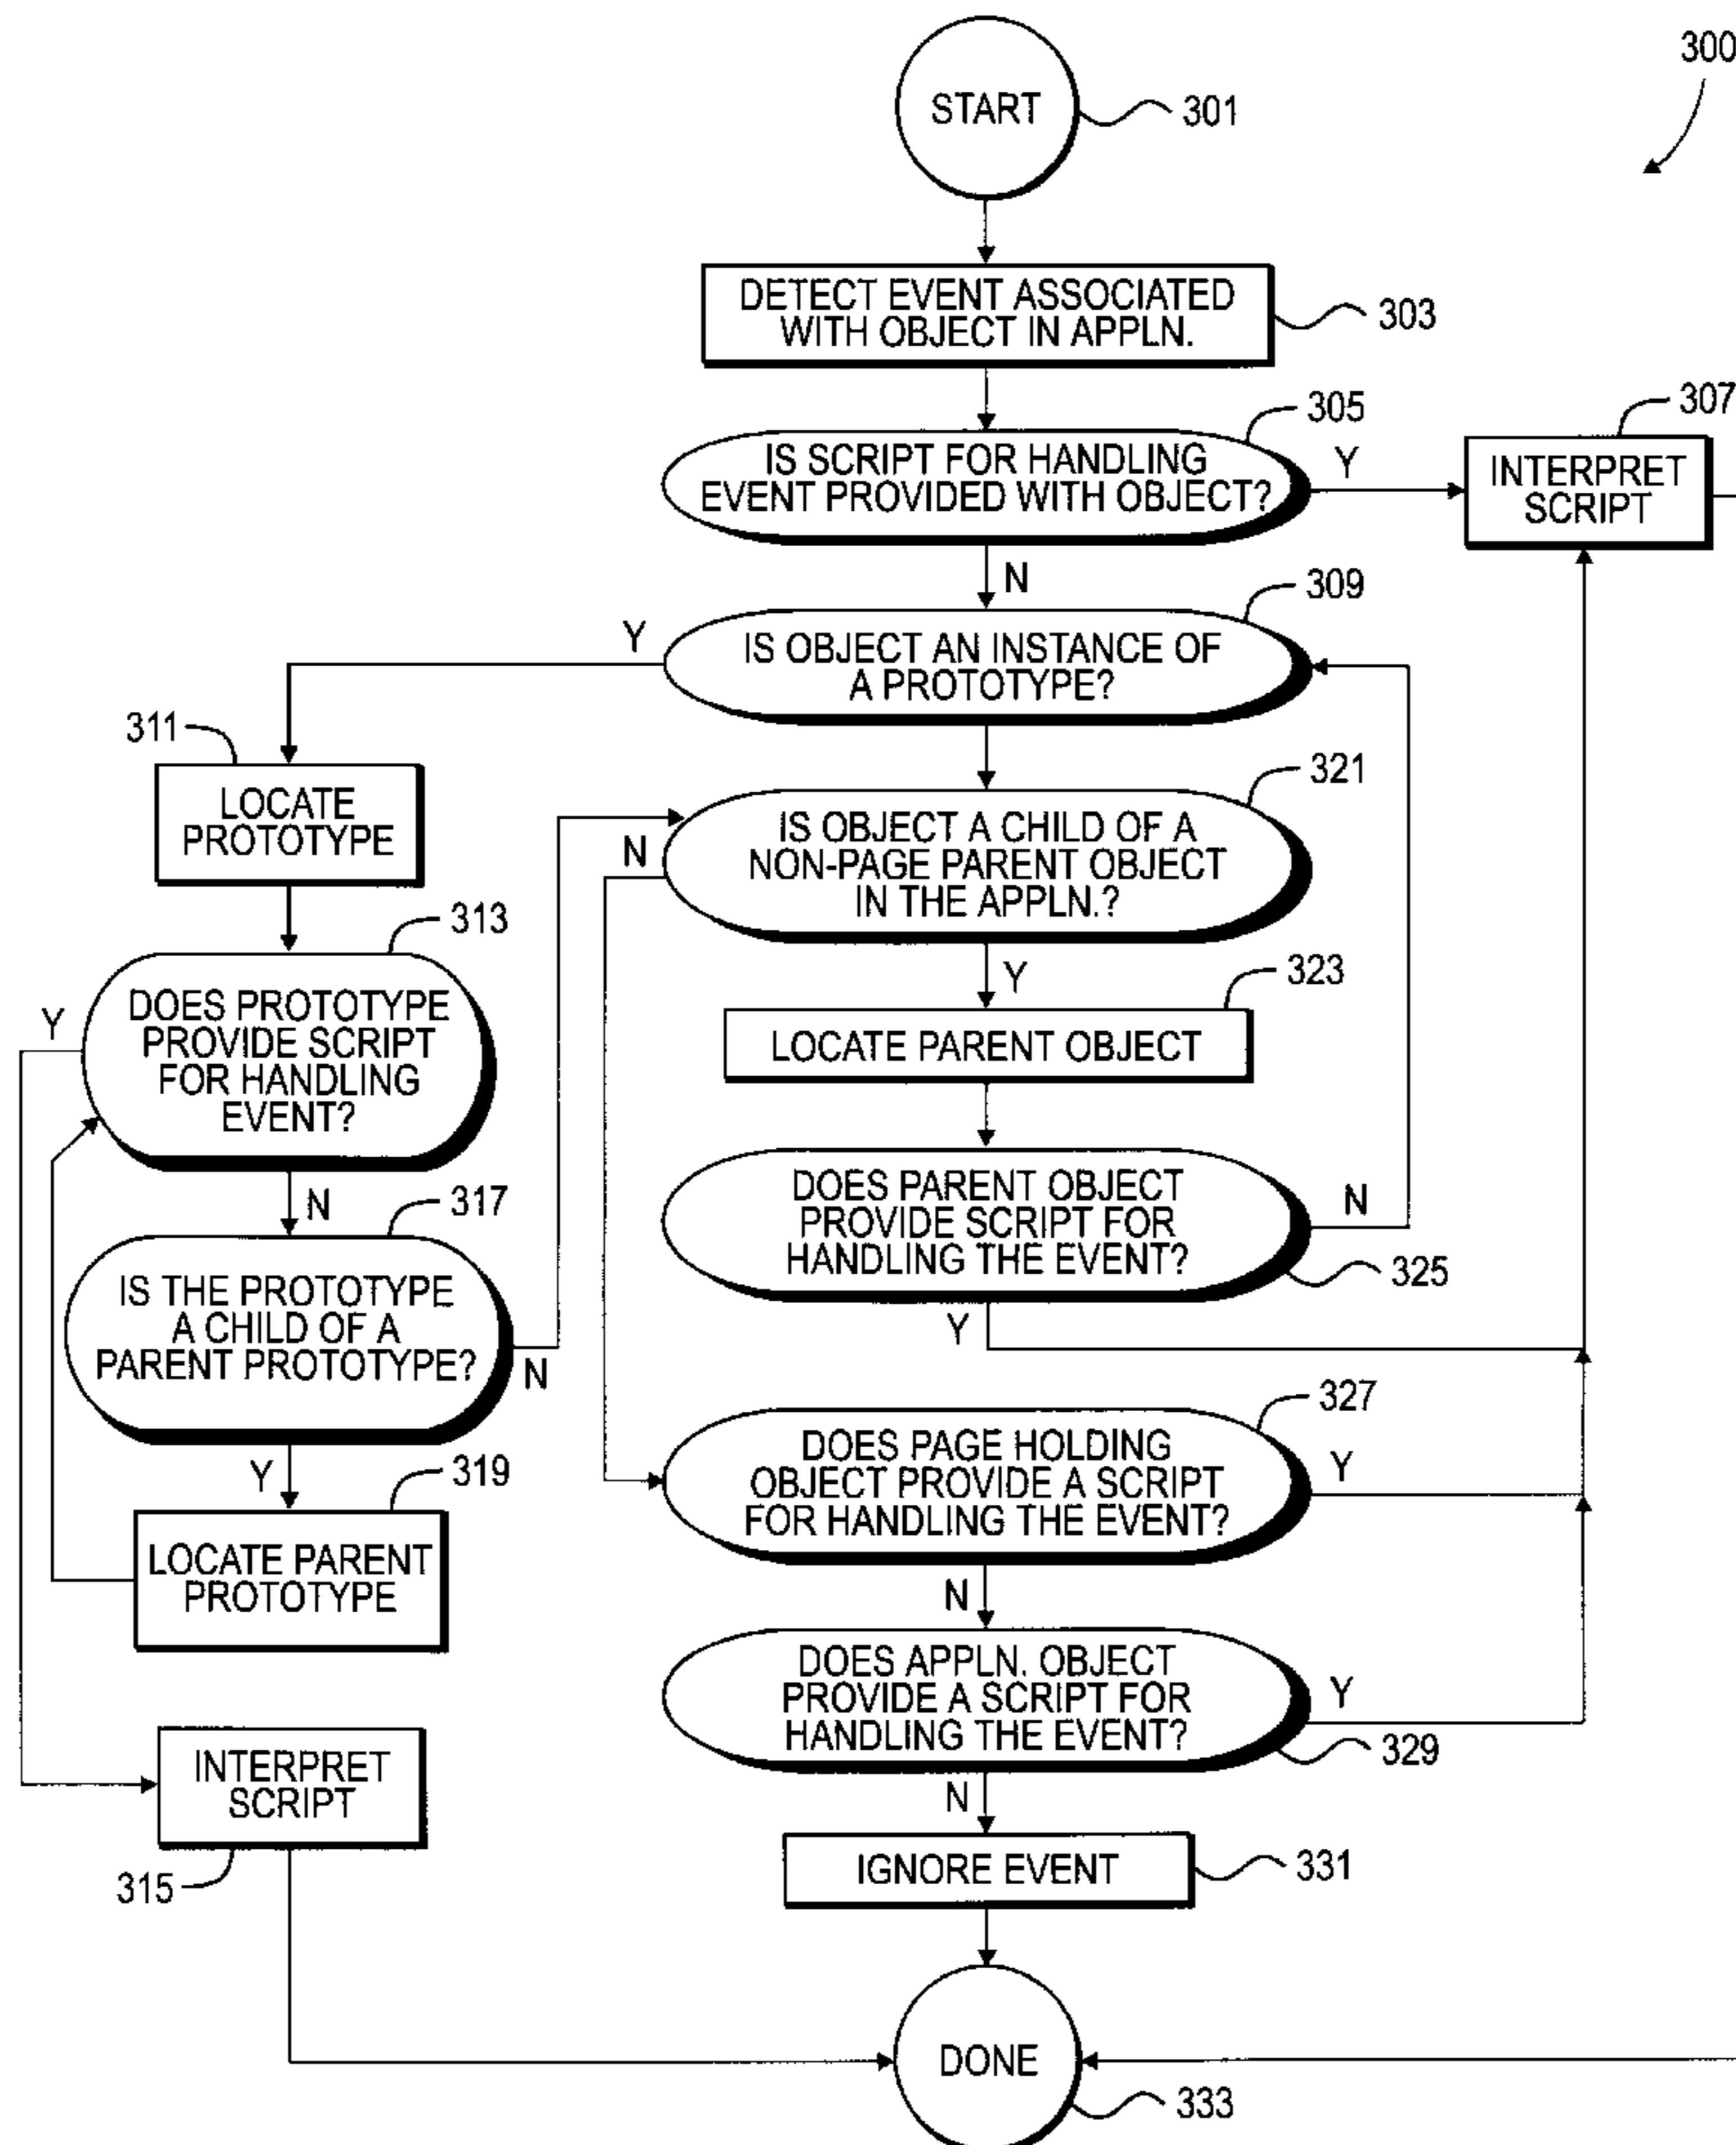 300
START
301
DETECT EVENT ASSOCIATED
WITH OBJECT IN APPLN.
303
305
IS SCRIPT FOR HANDLING
EVENT PROVIDED WITH OBJECT?
Y
307
INTERPRET
SCRIPT
N
309
IS OBJECT AN INSTANCE OF
A PROTOTYPE?
Y
311
LOCATE
PROTOTYPE
321
IS OBJECT A CHILD OF A
NON-PAGE PARENT OBJECT
IN THE APPLN.?
N
Y
313
DOES PROTOTYPE
PROVIDE SCRIPT
FOR HANDLING
EVENT?
Y
N
323
LOCATE PARENT OBJECT
317
IS THE PROTOTYPE
A CHILD OF A
PARENT PROTOTYPE?
N
Y
DOES PARENT OBJECT
PROVIDE SCRIPT FOR
HANDLING THE EVENT?
N
325
Y
319
LOCATE PARENT
PROTOTYPE
327
DOES PAGE HOLDING
OBJECT PROVIDE A SCRIPT
FOR HANDLING THE EVENT?
Y
N
DOES APPLN. OBJECT
PROVIDE A SCRIPT FOR
HANDLING THE EVENT?
Y
329
N
INTERPRET
SCRIPT
315
IGNORE EVENT
331
DONE
333